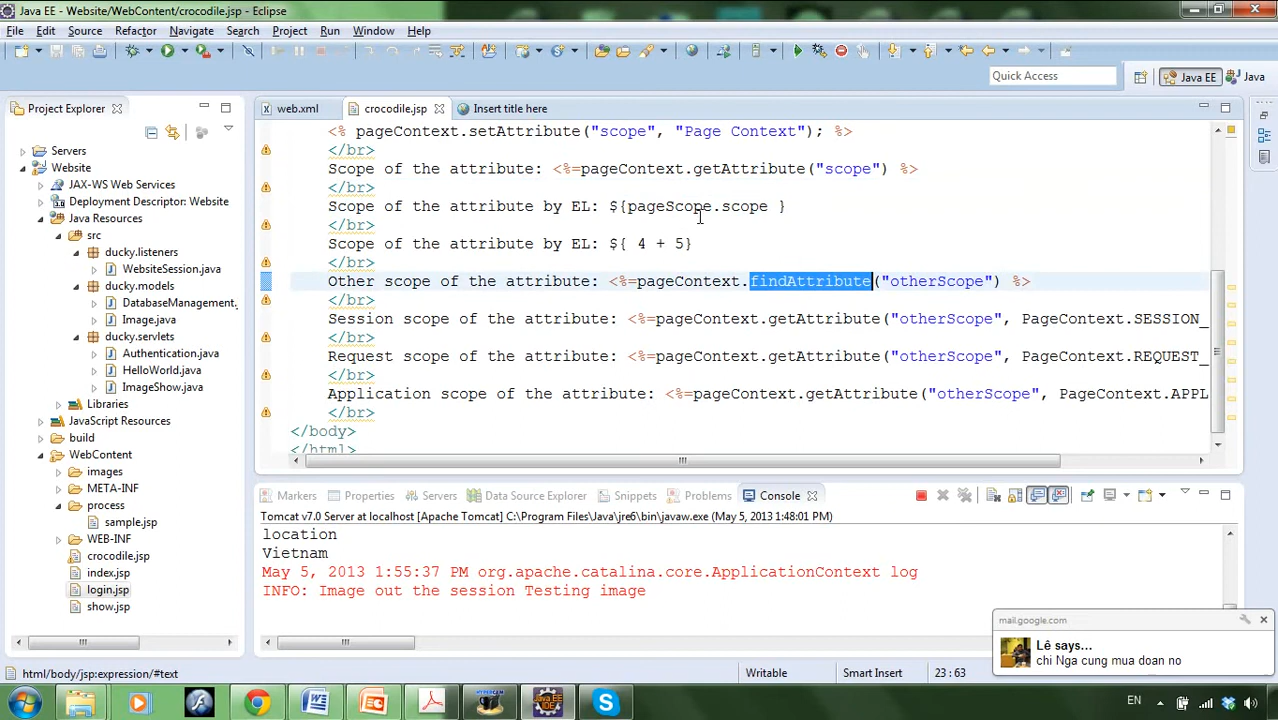 Java EE - Website/WebContent/crocodile.jsp - Eclipse
File Edit Source Refactor Navigate Search Project Run Window Help
Quick Access
Java EE
Java
Project Explorer
web.xml
crocodile.jsp
Insert title here
Servers
Website
JAX-WS Web Services
Deployment Descriptor: Website
Java Resources
src
ducky.listeners
WebsiteSession.java
ducky.models
DatabaseManagement.
Image.java
ducky.servlets
Authentication.java
HelloWorld.java
ImageShow.java
Libraries
JavaScript Resources
build
WebContent
images
META-INF
process
sample.jsp
WEB-INF
crocodile.jsp
index.jsp
login.jsp
show.jsp
<% pageContext.setAttribute("scope", "Page Context"); %>
</br>
Scope of the attribute: <%=pageContext.getAttribute("scope") %>
</br>
Scope of the attribute by EL: ${pageScope.scope }
</br>
Scope of the attribute by EL: ${ 4 + 5}
</br>
Other scope of the attribute: <%=pageContext.findAttribute("otherScope") %>
</br>
Session scope of the attribute: <%=pageContext.getAttribute("otherScope", PageContext.SESSION_
</br>
Request scope of the attribute: <%=pageContext.getAttribute("otherScope", PageContext.REQUEST_
</br>
Application scope of the attribute: <%=pageContext.getAttribute("otherScope", PageContext.APPL
</br>
</body>
</html>
Markers Properties Servers Data Source Explorer Snippets Problems Console
Tomcat v7.0 Server at localhost [Apache Tomcat] C:\Program Files\Java\jre6\bin\javaw.exe (May 5, 2013 1:48:01 PM)
location
Vietnam
May 5, 2013 1:55:37 PM org.apache.catalina.core.ApplicationContext log
INFO: Image out the session Testing image
mail.google.com
Lê says...
chi Nga cung mua doan no
html/body/jsp:expression/#text
Writable
Smart Insert
23 : 63
EN
1:56 PM